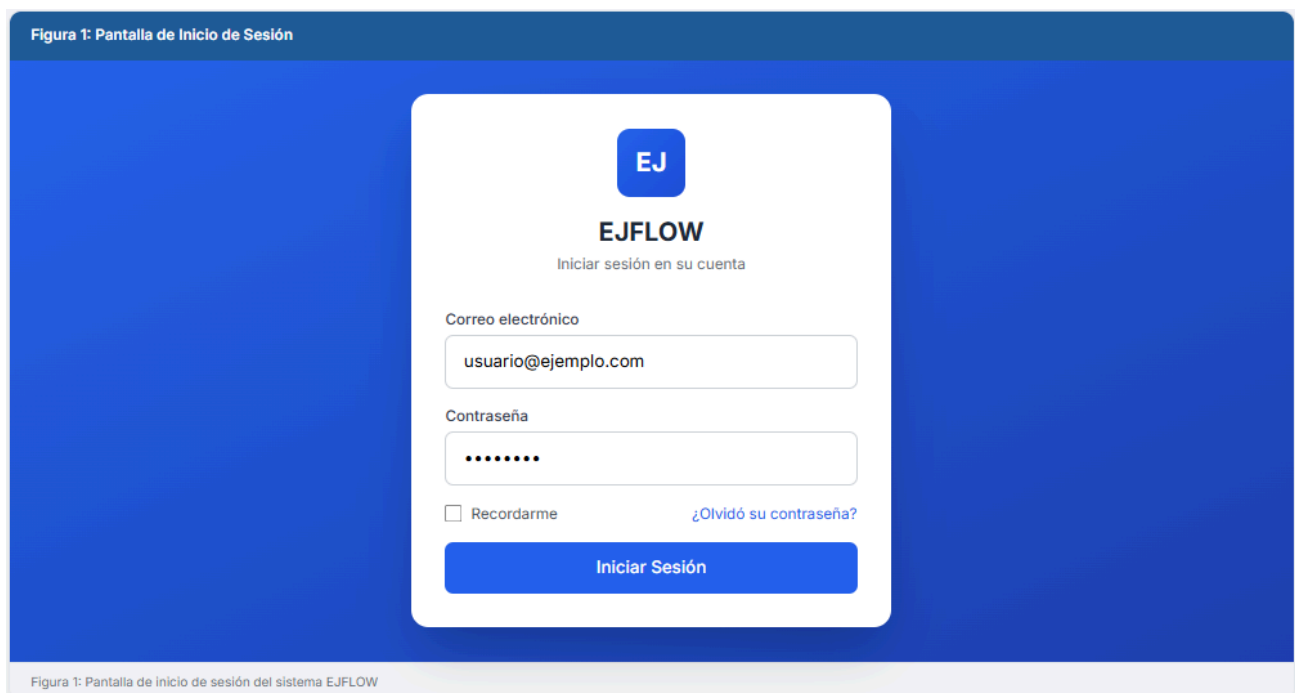 Figura 1: Pantalla de Inicio de Sesión
EJ
EJFLOW
Iniciar sesión en su cuenta
Correo electrónico
usuario@ejemplo.com
Contraseña
••••••••
Recordarme
¿Olvidó su contraseña?
Iniciar Sesión
Figura 1: Pantalla de inicio de sesión del sistema EJFLOW